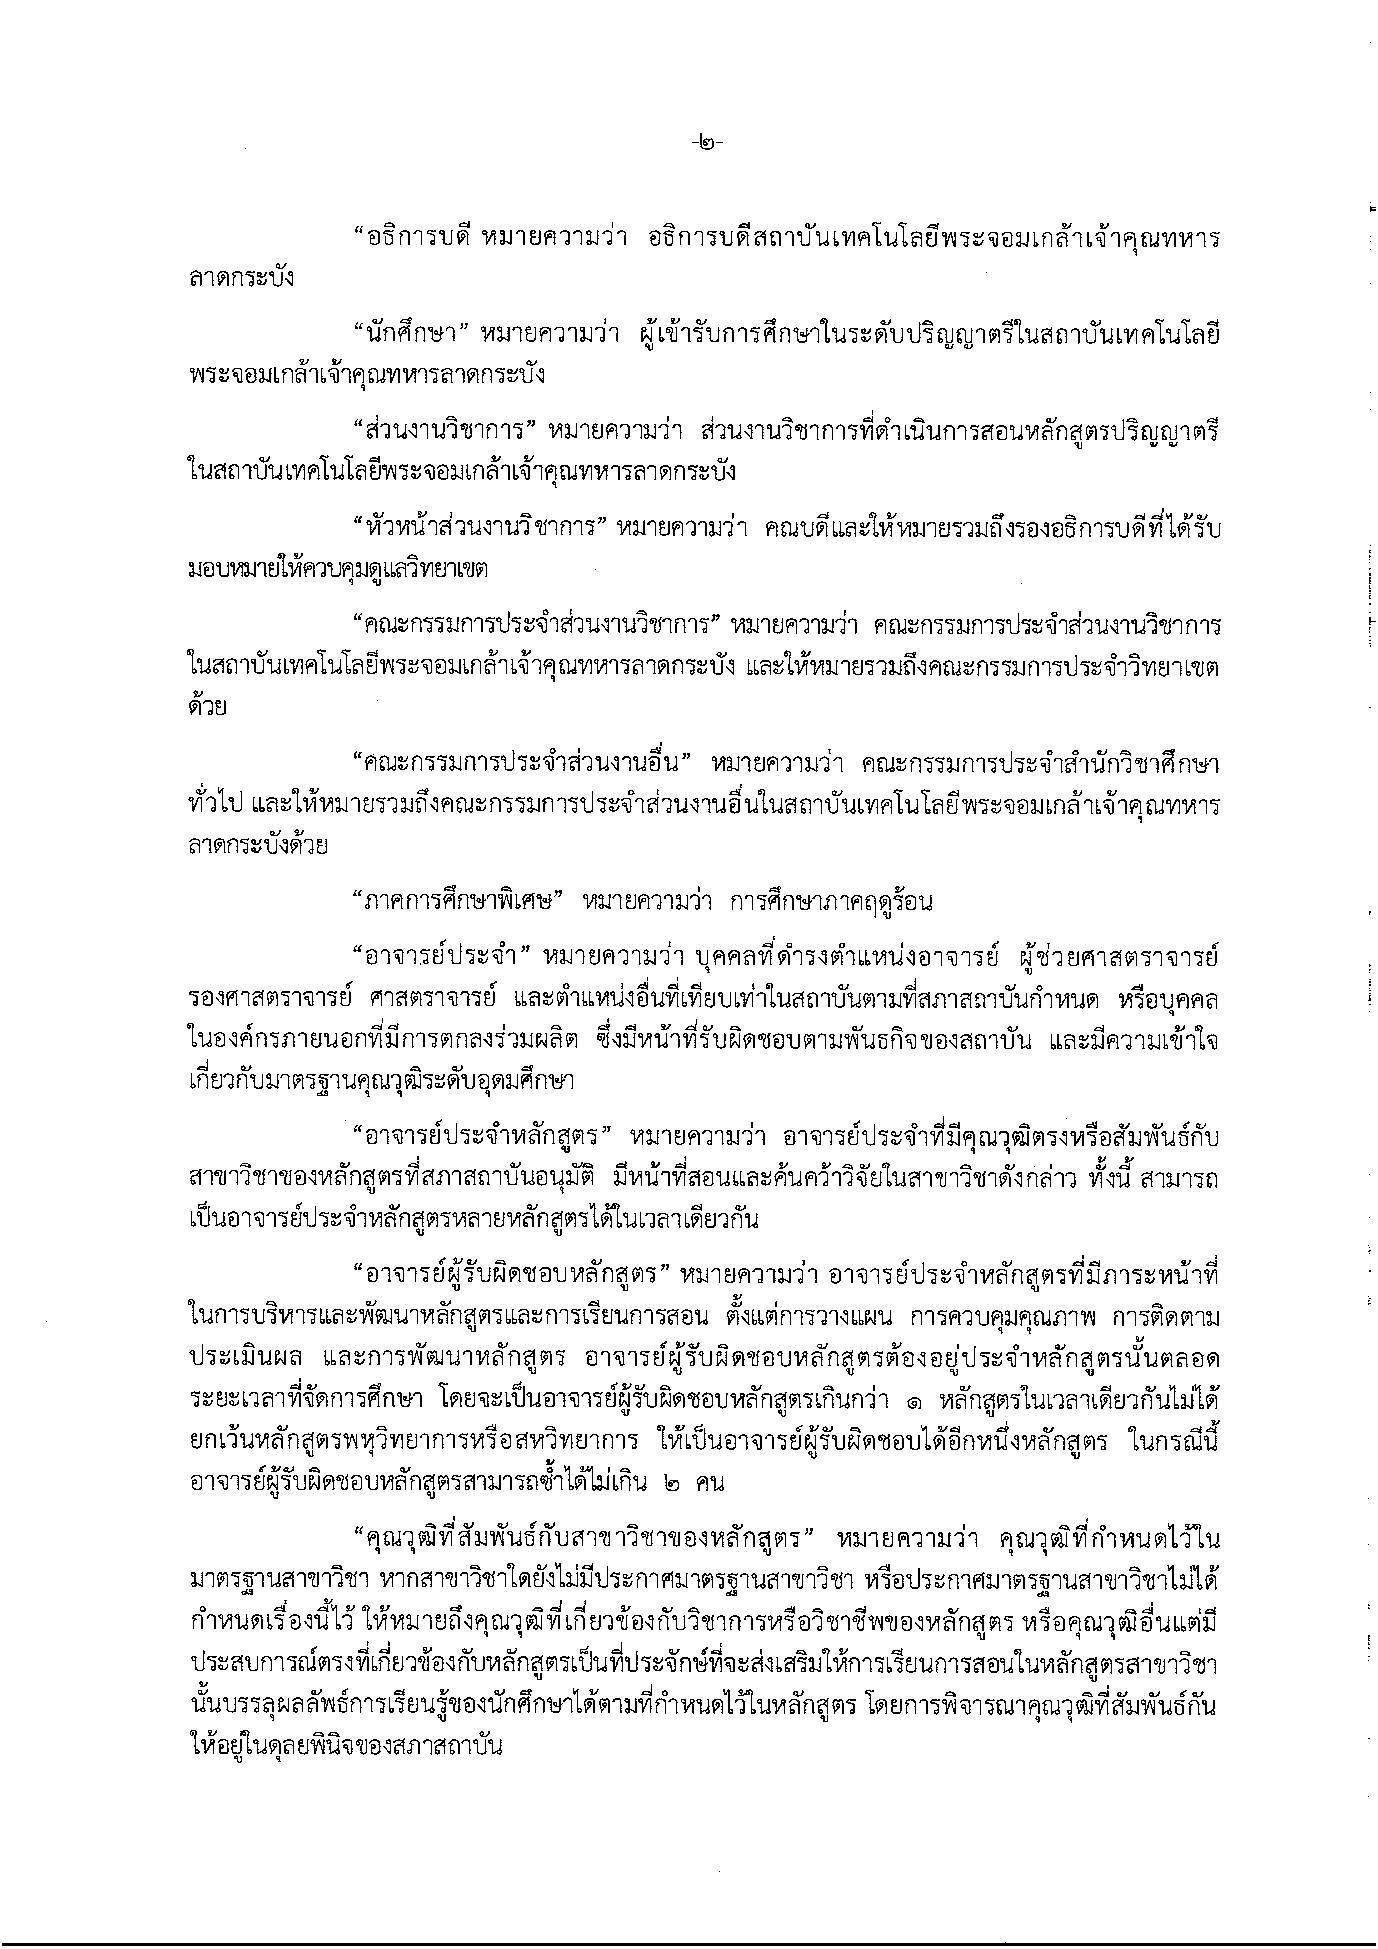 -๒-
“อธิการบดี หมายความว่า อธิการบดีสถาบันเทคโนโลยีพระจอมเกล้าเจ้าคุณทหาร
ลาดกระบัง
“นักศึกษา” หมายความว่า ผู้เข้ารับการศึกษาในระดับปริญญาตรีในสถาบันเทคโนโลยี
พระจอมเกล้าเจ้าคุณทหารลาดกระบัง
“ส่วนงานวิชาการ” หมายความว่า ส่วนงานวิชาการที่ดำเนินการสอนหลักสูตรปริญญาตรี
ในสถาบันเทคโนโลยีพระจอมเกล้าเจ้าคุณทหารลาดกระบัง
“หัวหน้าส่วนงานวิชาการ” หมายความว่า คณบดีและให้หมายรวมถึงรองอธิการบดีที่ได้รับ
มอบหมายให้ควบคุมดูแลวิทยาเขต
“คณะกรรมการประจำส่วนงานวิชาการ” หมายความว่า คณะกรรมการประจำส่วนงานวิชาการ
ในสถาบันเทคโนโลยีพระจอมเกล้าเจ้าคุณทหารลาดกระบัง และให้หมายรวมถึงคณะกรรมการประจำวิทยาเขต
ด้วย
“คณะกรรมการประจำส่วนงานอื่น” หมายความว่า คณะกรรมการประจำสำนักวิชาศึกษา
ทั่วไป และให้หมายรวมถึงคณะกรรมการประจำส่วนงานอื่นในสถาบันเทคโนโลยีพระจอมเกล้าเจ้าคุณทหาร
ลาดกระบังด้วย
“ภาคการศึกษาพิเศษ” หมายความว่า การศึกษาภาคฤดูร้อน
“อาจารย์ประจำ” หมายความว่า บุคคลที่ดำรงตำแหน่งอาจารย์ ผู้ช่วยศาสตราจารย์
รองศาสตราจารย์ ศาสตราจารย์ และตำแหน่งอื่นที่เทียบเท่าในสถาบันตามที่สภาสถาบันกำหนด หรือบุคคล
ในองค์กรภายนอกที่มีการตกลงร่วมผลิต ซึ่งมีหน้าที่รับผิดชอบตามพันธกิจของสถาบัน และมีความเข้าใจ
เกี่ยวกับมาตรฐานคุณวุฒิระดับอุดมศึกษา
“อาจารย์ประจำหลักสูตร” หมายความว่า อาจารย์ประจำที่มีคุณวุฒิตรงหรือสัมพันธ์กับ
สาขาวิชาของหลักสูตรที่สภาสถาบันอนุมัติ มีหน้าที่สอนและค้นคว้าวิจัยในสาขาวิชาดังกล่าว ทั้งนี้ สามารถ
เป็นอาจารย์ประจำหลักสูตรหลายหลักสูตรได้ในเวลาเดียวกัน
“อาจารย์ผู้รับผิดชอบหลักสูตร” หมายความว่า อาจารย์ประจำหลักสูตรที่มีภาระหน้าที่
ในการบริหารและพัฒนาหลักสูตรและการเรียนการสอน ตั้งแต่การวางแผน การควบคุมคุณภาพ การติดตาม
ประเมินผล และการพัฒนาหลักสูตร อาจารย์ผู้รับผิดชอบหลักสูตรต้องอยู่ประจำหลักสูตรนั้นตลอด
ระยะเวลาที่จัดการศึกษา โดยจะเป็นอาจารย์ผู้รับผิดชอบหลักสูตรเกินกว่า ๑ หลักสูตรในเวลาเดียวกันไม่ได้
ยกเว้นหลักสูตรพหุวิทยาการหรือสหวิทยาการ ให้เป็นอาจารย์ผู้รับผิดชอบได้อีกหนึ่งหลักสูตร ในกรณีนี้
อาจารย์ผู้รับผิดชอบหลักสูตรสามารถซ้ำได้ไม่เกิน ๒ คน
“คุณวุฒิที่สัมพันธ์กับสาขาวิชาของหลักสูตร” หมายความว่า คุณวุฒิที่กำหนดไว้ใน
มาตรฐานสาขาวิชา หากสาขาวิชาใดยังไม่มีประกาศมาตรฐานสาขาวิชา หรือประกาศมาตรฐานสาขาวิชาไม่ได้
กำหนดเรื่องนี้ไว้ ให้หมายถึงคุณวุฒิที่เกี่ยวข้องกับวิชาการหรือวิชาชีพของหลักสูตร หรือคุณวุฒิอื่นแต่มี
ประสบการณ์ตรงที่เกี่ยวข้องกับหลักสูตรเป็นที่ประจักษ์ที่จะส่งเสริมให้การเรียนการสอนในหลักสูตรสาขาวิชา
นั้นบรรลุผลลัพธ์การเรียนรู้ของนักศึกษาได้ตามที่กำหนดไว้ในหลักสูตร โดยการพิจารณาคุณวุฒิที่สัมพันธ์กัน
ให้อยู่ในดุลยพินิจของสภาสถาบัน